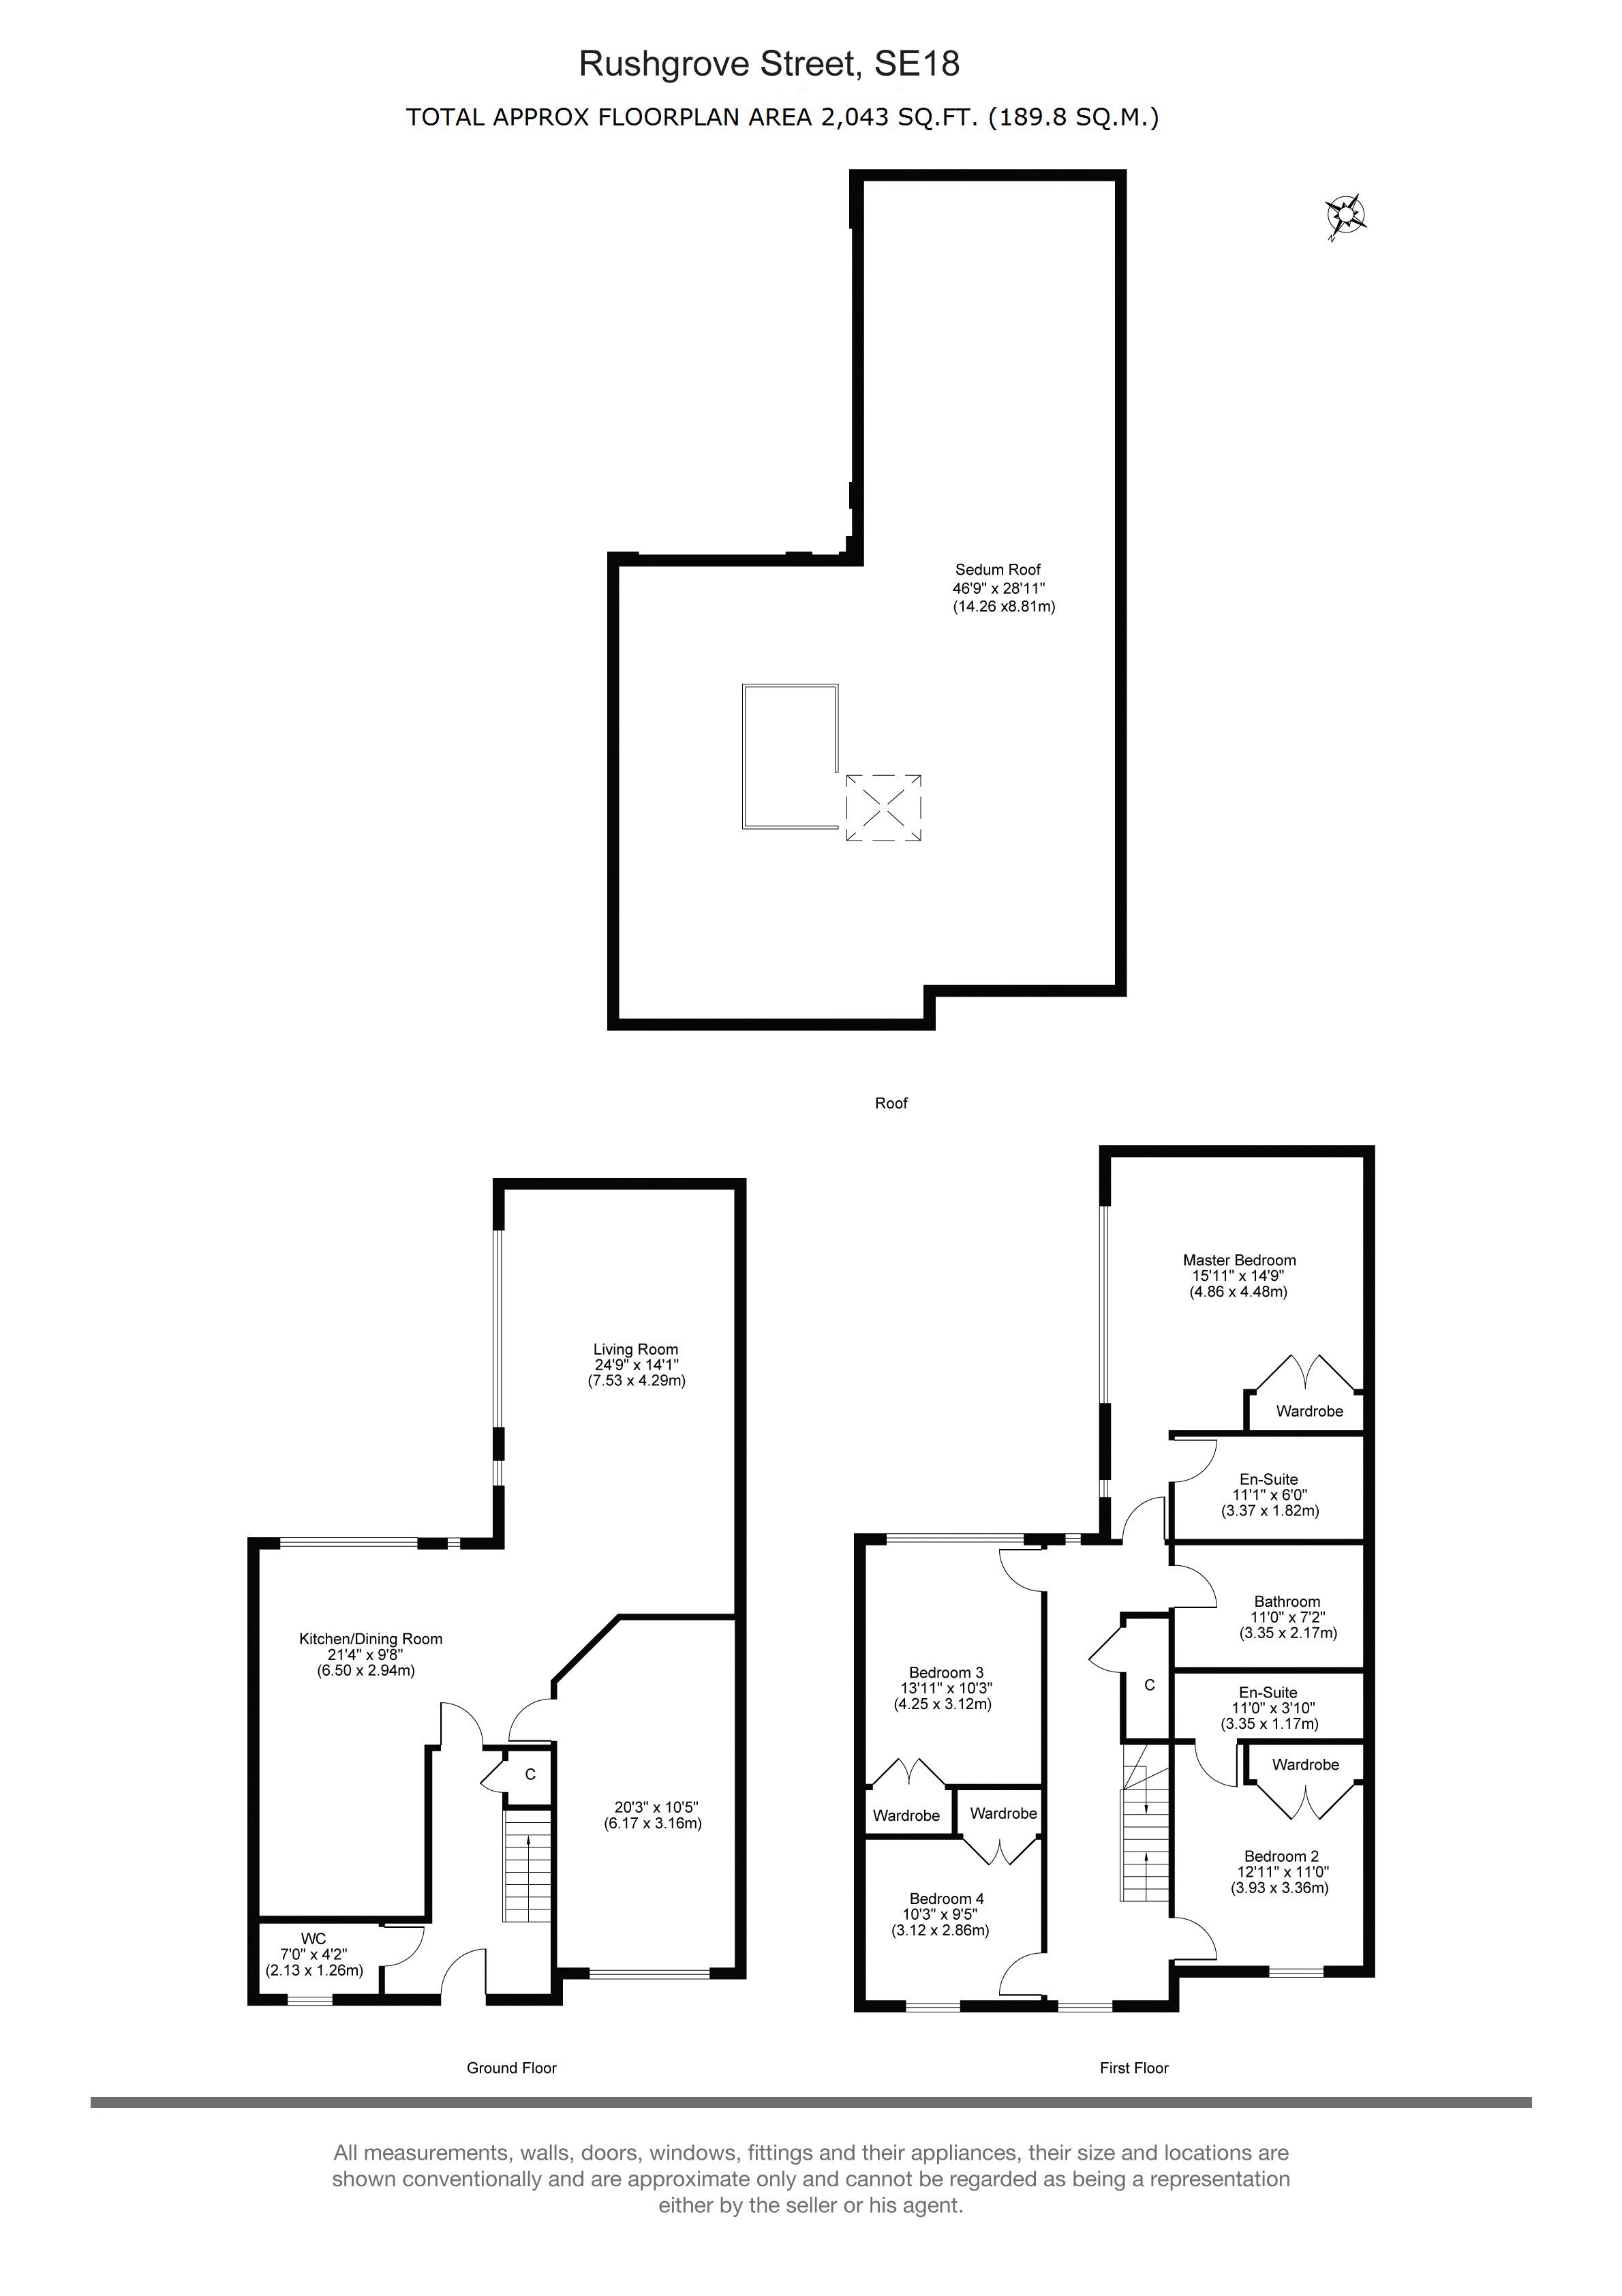 Rushgrove Street, SE18
TOTAL APPROX FLOORPLAN AREA 2,043 SQ.FT. (189.8 SQ.M.)
N
Sedum Roof
46'9" x 28'11"
(14.26 x8.81m)
Roof
Living Room
24'9" x 14'1"
(7.53 x 4.29m)
Kitchen/Dining Room
21'4" x 9'8"
(6.50 x 2.94m)
C
20'3" x 10'5"
(6.17 x 3.16m)
WC
7'0" x 4'2"
(2.13 x 1.26m)
Ground Floor
Master Bedroom
15'11" x 14'9"
(4.86 x 4.48m)
Wardrobe
En-Suite
11'1" x 6'0"
(3.37 x 1.82m)
Bathroom
11'0" x 7'2"
(3.35 x 2.17m)
Bedroom 3
13'11" x 10'3"
(4.25 x 3.12m)
C
En-Suite
11'0" x 3'10"
(3.35 x 1.17m)
Wardrobe
Wardrobe
Wardrobe
Bedroom 2
12'11" x 11'0"
(3.93 x 3.36m)
Bedroom 4
10'3" x 9'5"
(3.12 x 2.86m)
First Floor
All measurements, walls, doors, windows, fittings and their appliances, their size and locations are
shown conventionally and are approximate only and cannot be regarded as being a representation
either by the seller or his agent.